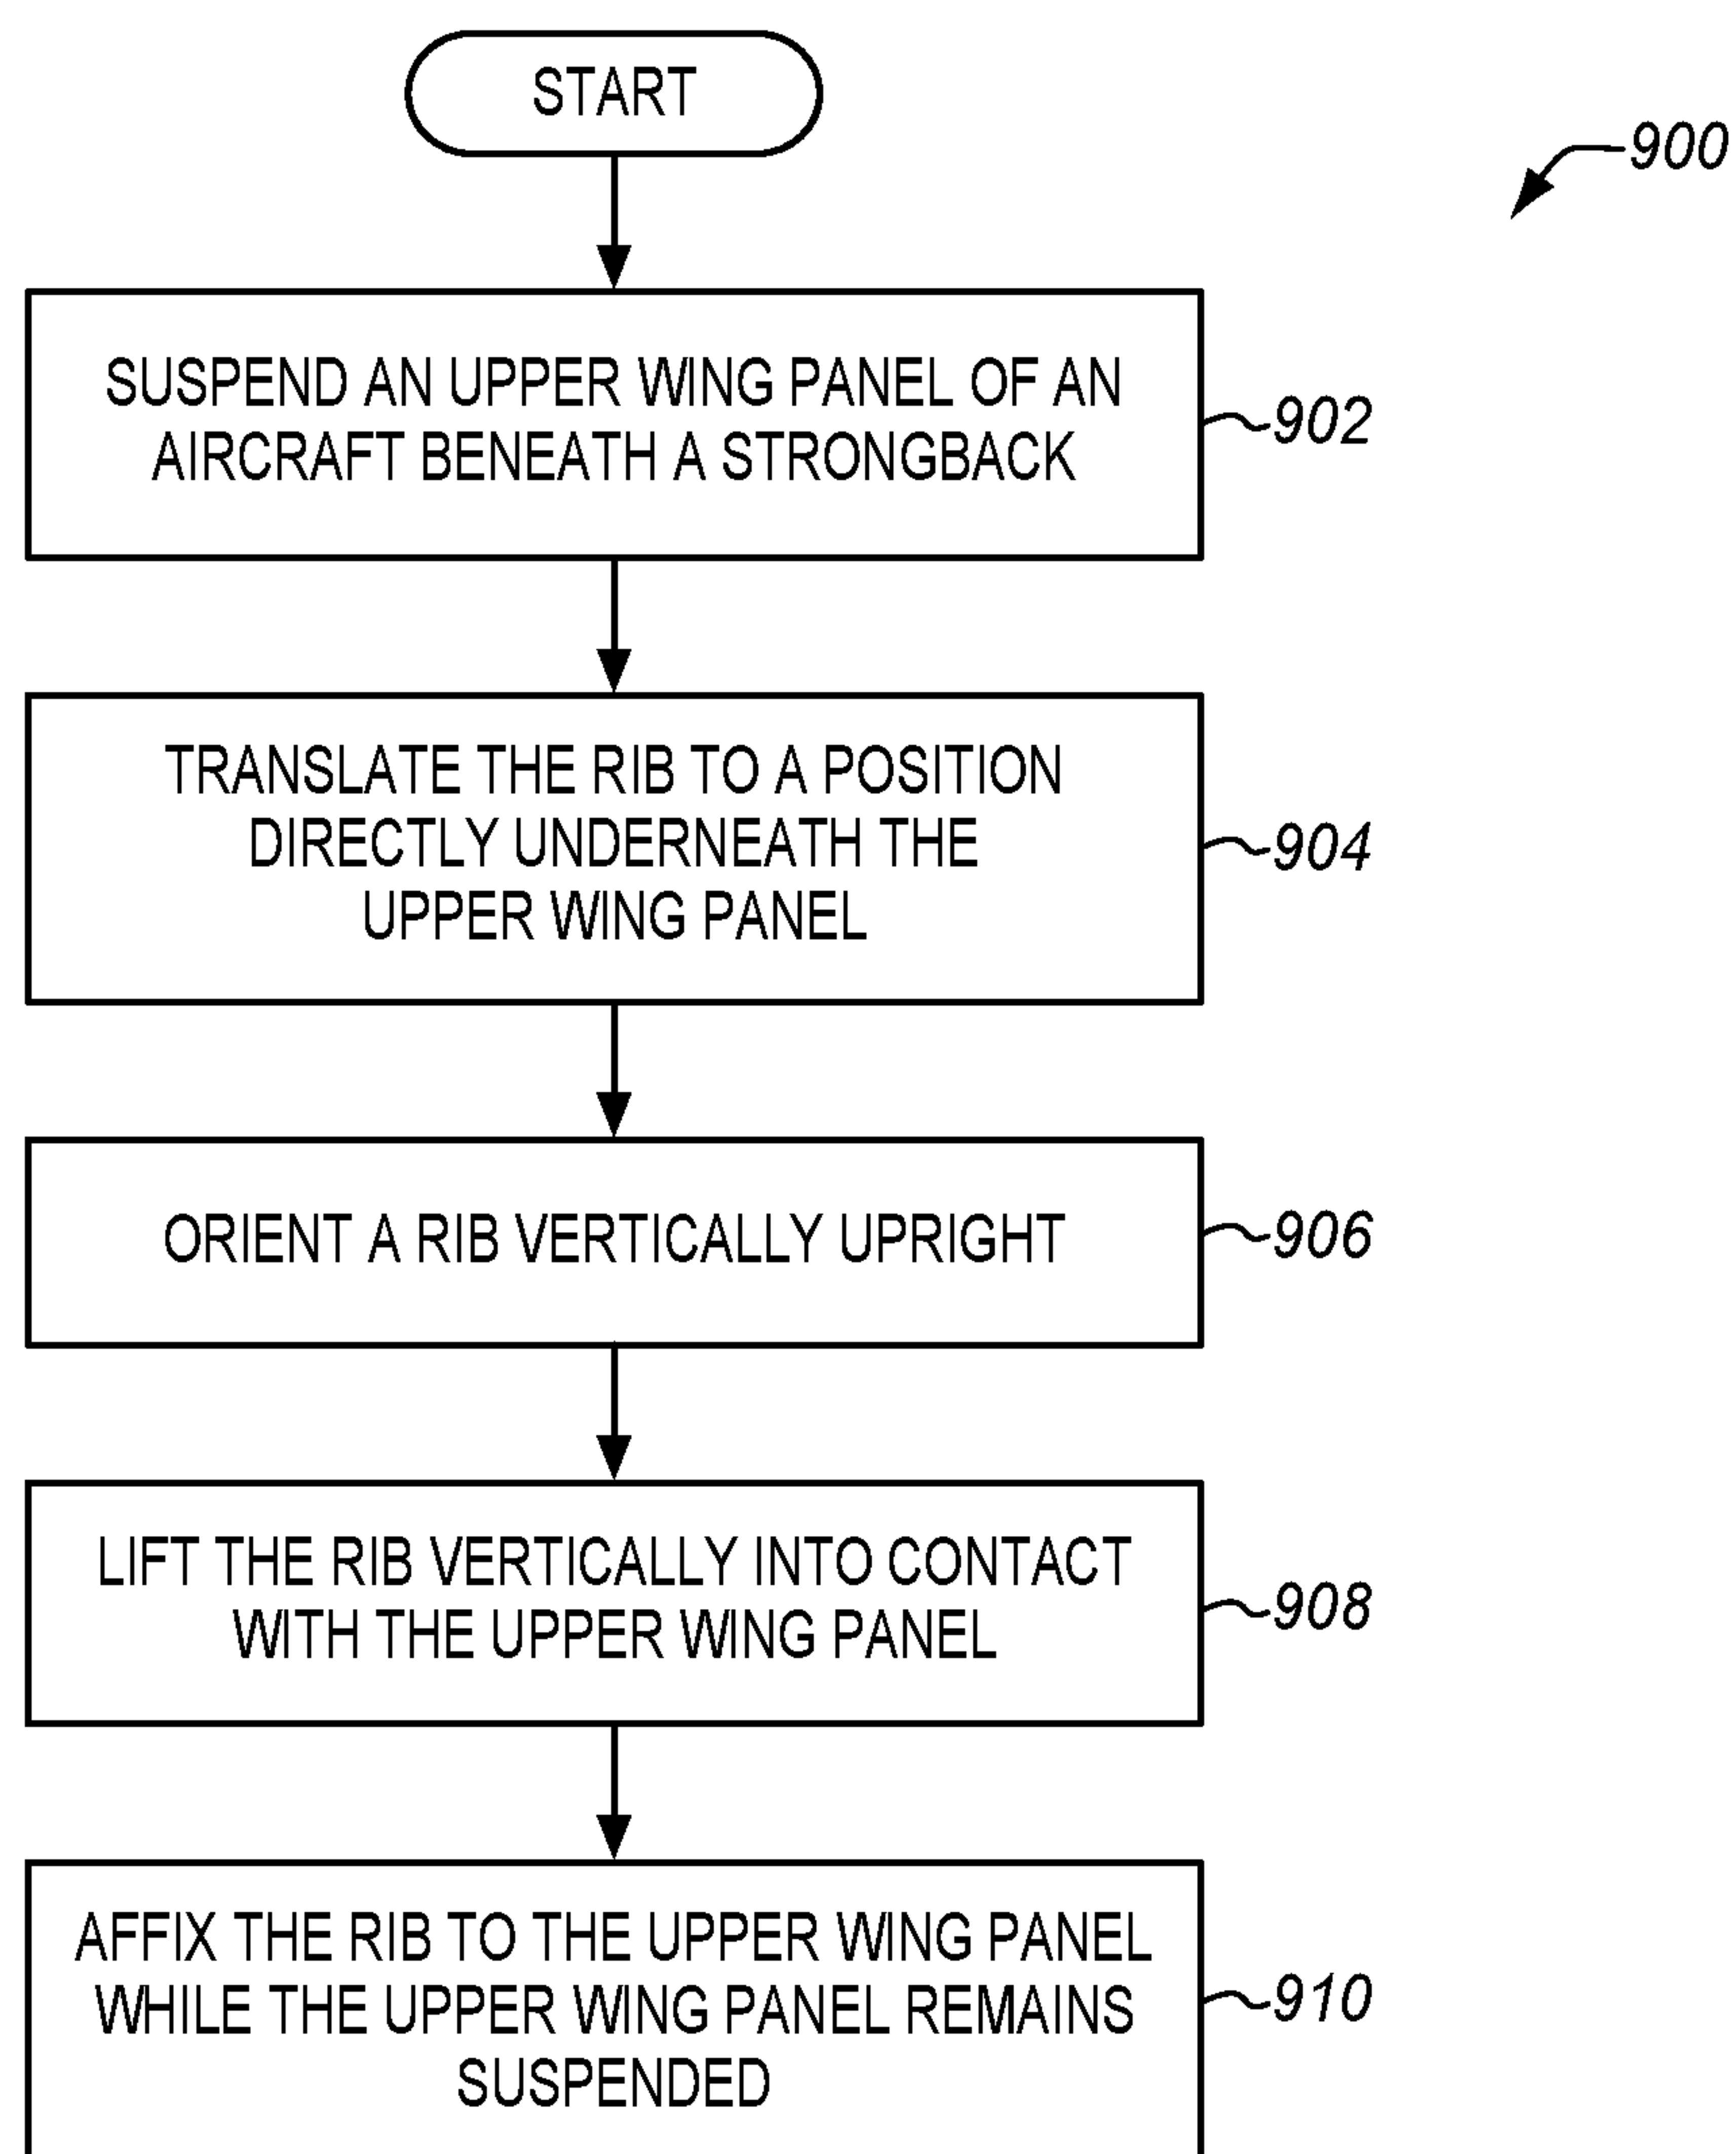 START
900
SUSPEND AN UPPER WING PANEL OF AN
AIRCRAFT BENEATH A STRONGBACK
902
TRANSLATE THE RIB TO A POSITION
DIRECTLY UNDERNEATH THE
UPPER WING PANEL
904
ORIENT A RIB VERTICALLY UPRIGHT
906
LIFT THE RIB VERTICALLY INTO CONTACT
WITH THE UPPER WING PANEL
908
AFFIX THE RIB TO THE UPPER WING PANEL
WHILE THE UPPER WING PANEL REMAINS
SUSPENDED
910